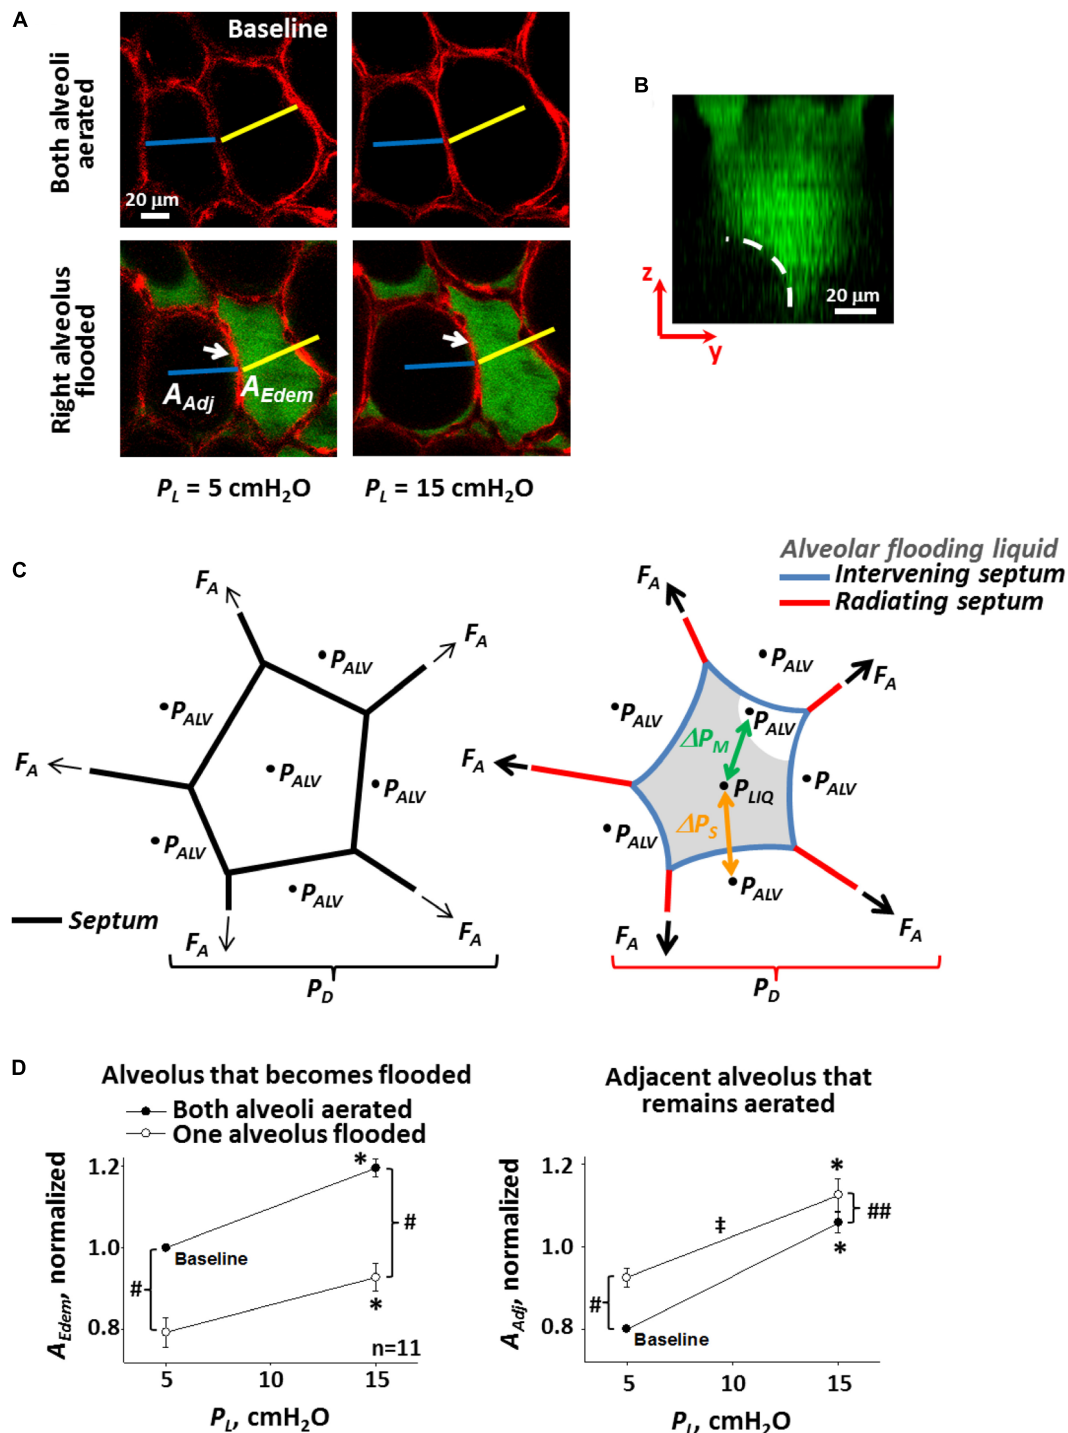 A
Baseline
Both alveoli
aerated
20 μm
Right alveolus
flooded
A_Adj
A_Edem
P_L = 5 cmH₂O
P_L = 15 cmH₂O
B
z
y
20 μm
C
Alveolar flooding liquid
Intervening septum
Radiating septum
F_A
F_A
P_ALV
P_ALV
F_A
P_ALV
P_ALV
P_ALV
P_ALV
Septum
F_A
F_A
P_D
F_A
P_ALV
F_A
P_ALV
P_ALV
ΔP_M
F_A
P_LIQ
P_ALV
ΔP_S
P_ALV
P_ALV
F_A
F_A
P_D
D
Alveolus that becomes flooded
Both alveoli aerated
One alveolus flooded
A_Edem, normalized
1.2
1.0
0.8
*
#
Baseline
#
*
n=11
5
10
15
P_L, cmH₂O
Adjacent alveolus that
remains aerated
A_Adj, normalized
1.2
1.0
0.8
*
‡
##
*
#
Baseline
5
10
15
P_L, cmH₂O